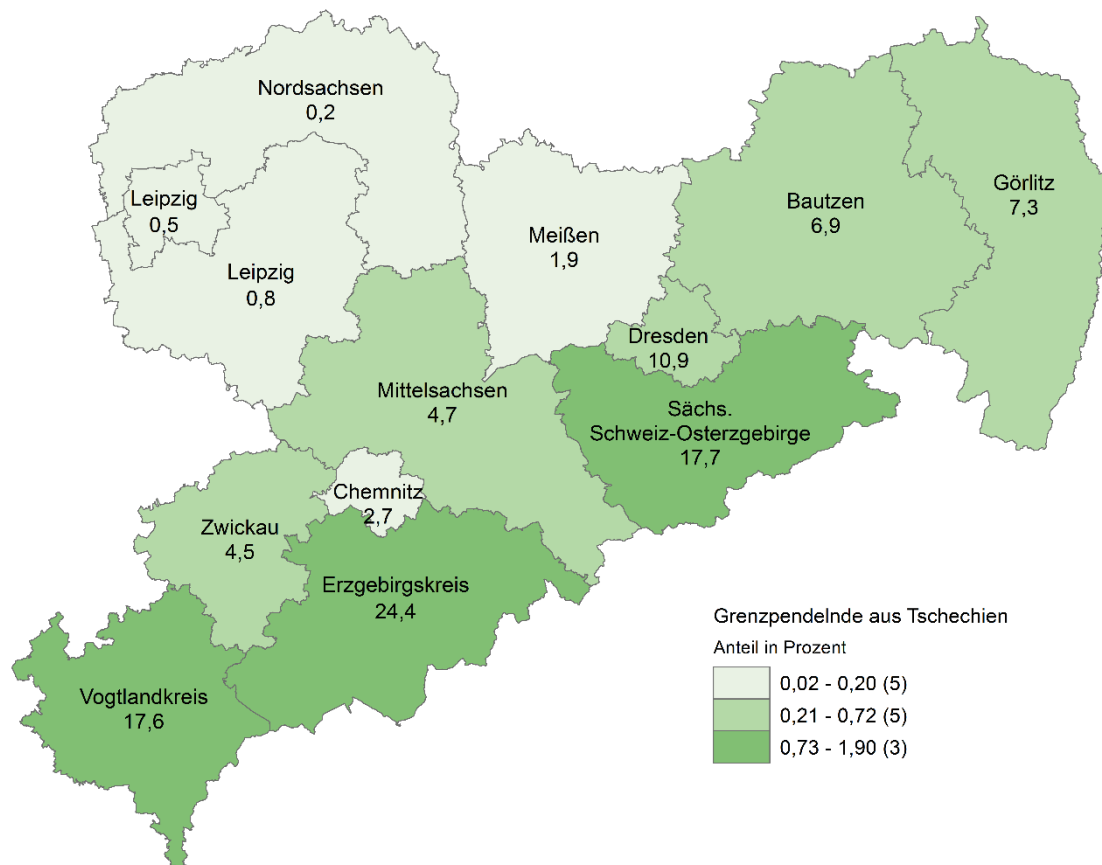 Nordsachsen
0,2
Leipzig
0,5
Leipzig
0,8
Meißen
1,9
Bautzen
6,9
Görlitz
7,3
Dresden
10,9
Mittelsachsen
4,7
Sächs.
Schweiz-Osterzgebirge
17,7
Chemnitz
2,7
Zwickau
4,5
Erzgebirgskreis
24,4
Vogtlandkreis
17,6
Grenzpendelnde aus Tschechien
Anteil in Prozent
0,02 - 0,20 (5)
0,21 - 0,72 (5)
0,73 - 1,90 (3)